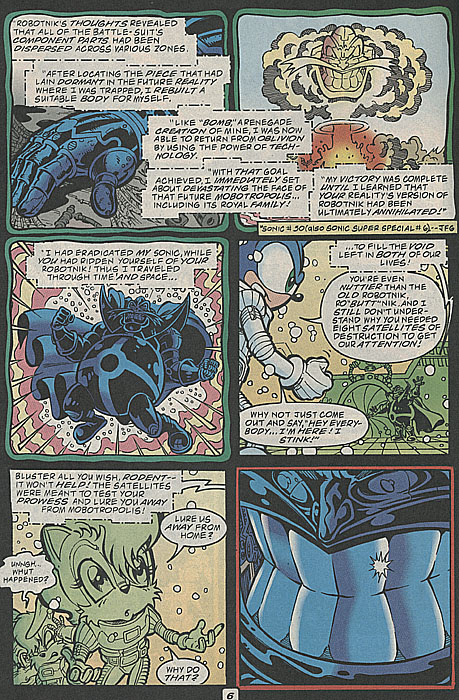 "ROBOTNIK'S THOUGHTS REVEALED
THAT ALL OF THE BATTLE-SUIT'S
COMPONENT PARTS HAD BEEN
DISPERSED ACROSS VARIOUS ZONES.
"AFTER LOCATING THE PIECE THAT HAD
LAIN DORMANT IN THE FUTURE REALITY
WHERE I WAS TRAPPED, I REBUILT A
SUITABLE BODY FOR MYSELF.
"LIKE "BOMB," A RENEGADE
CREATION OF MINE, I WAS NOW
ABLE TO RETURN FROM OBLIVION
BY USING THE POWER OF TECH-
NOLOGY.
"WITH THAT GOAL
ACHIEVED, I IMMEDIATELY SET
ABOUT DEVASTATING THE FACE OF
THAT FUTURE MOBOTROPOLIS...
INCLUDING ITS ROYAL FAMILY!
"MY VICTORY WAS COMPLETE
UNTIL I LEARNED THAT
YOUR REALITY'S VERSION OF
ROBOTNIK HAD BEEN
ULTIMATELY ANNIHILATED!*
*SONIC # 50 (also SONIC SUPER SPECIAL # 6).--JFG
"I HAD ERADICATED MY SONIC, WHILE
YOU HAD RIDDEN YOURSELF OF YOUR
ROBOTNIK! THUS I TRAVELED
THROUGH TIME AND SPACE...
...TO FILL THE VOID
LEFT IN BOTH OF OUR
LIVES!
YOU'RE EVEN
NUTTIER THAN THE
OLD ROBOTNIK,
RO'BUTT'NIK, AND I
STILL DON'T UNDER-
STAND WHY YOU NEEDED
EIGHT SATELLITES OF
DESTRUCTION TO GET
OUR ATTENTION!
WHY NOT JUST COME
OUT AND SAY, "HEY EVERY-
BODY... I'M HERE! I
STINK!"
BLUSTER ALL YOU WISH, RODENT--
IT WON'T HELP! THE SATELLITES
WERE MEANT TO TEST YOUR
PROWESS AND LURE YOU AWAY
FROM MOBOTROPOLIS!
LURE US
AWAY FROM
HOME?
UNNGH...
WHUT
HAPPENED?
WHY DO
THAT?
6